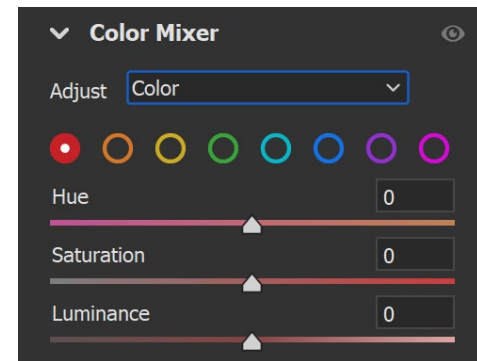 Color Mixer
Adjust Color
Hue 0
Saturation 0
Luminance 0